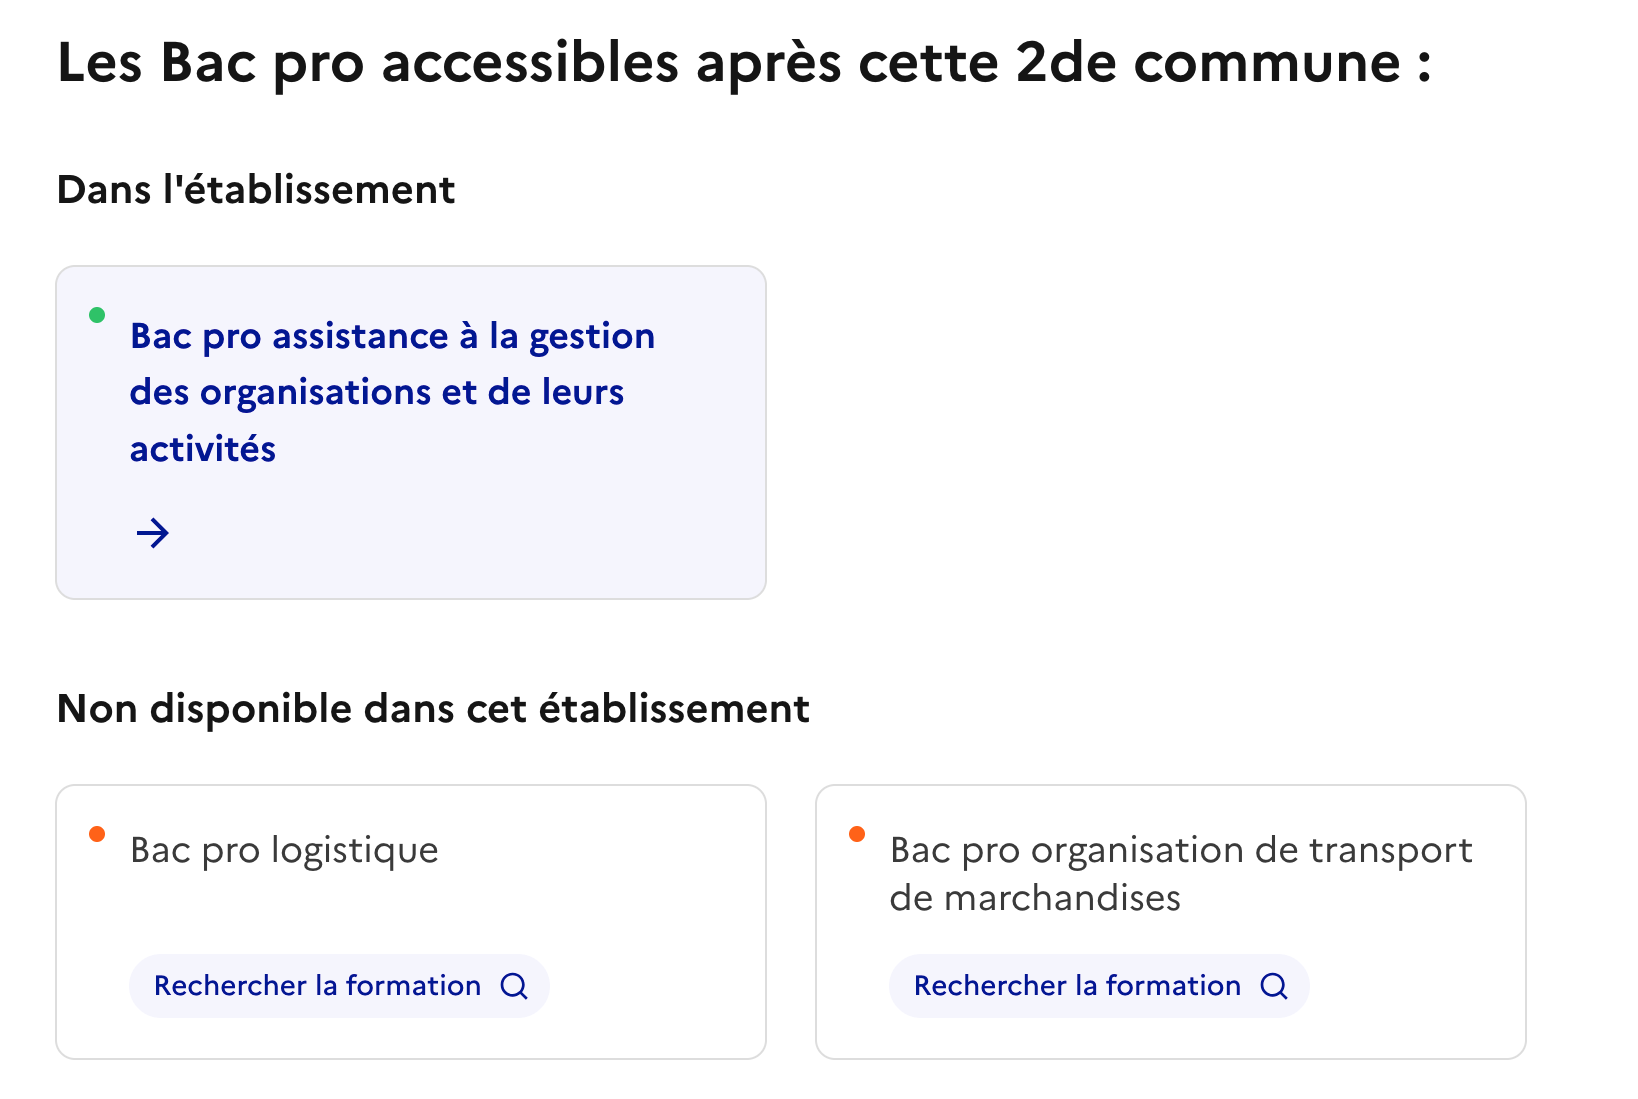 Les Bac pro accessibles après cette 2de commune :
Dans l'établissement
Bac pro assistance à la gestion
des organisations et de leurs
activités
Non disponible dans cet établissement
Bac pro logistique
Rechercher la formation
Bac pro organisation de transport
de marchandises
Rechercher la formation